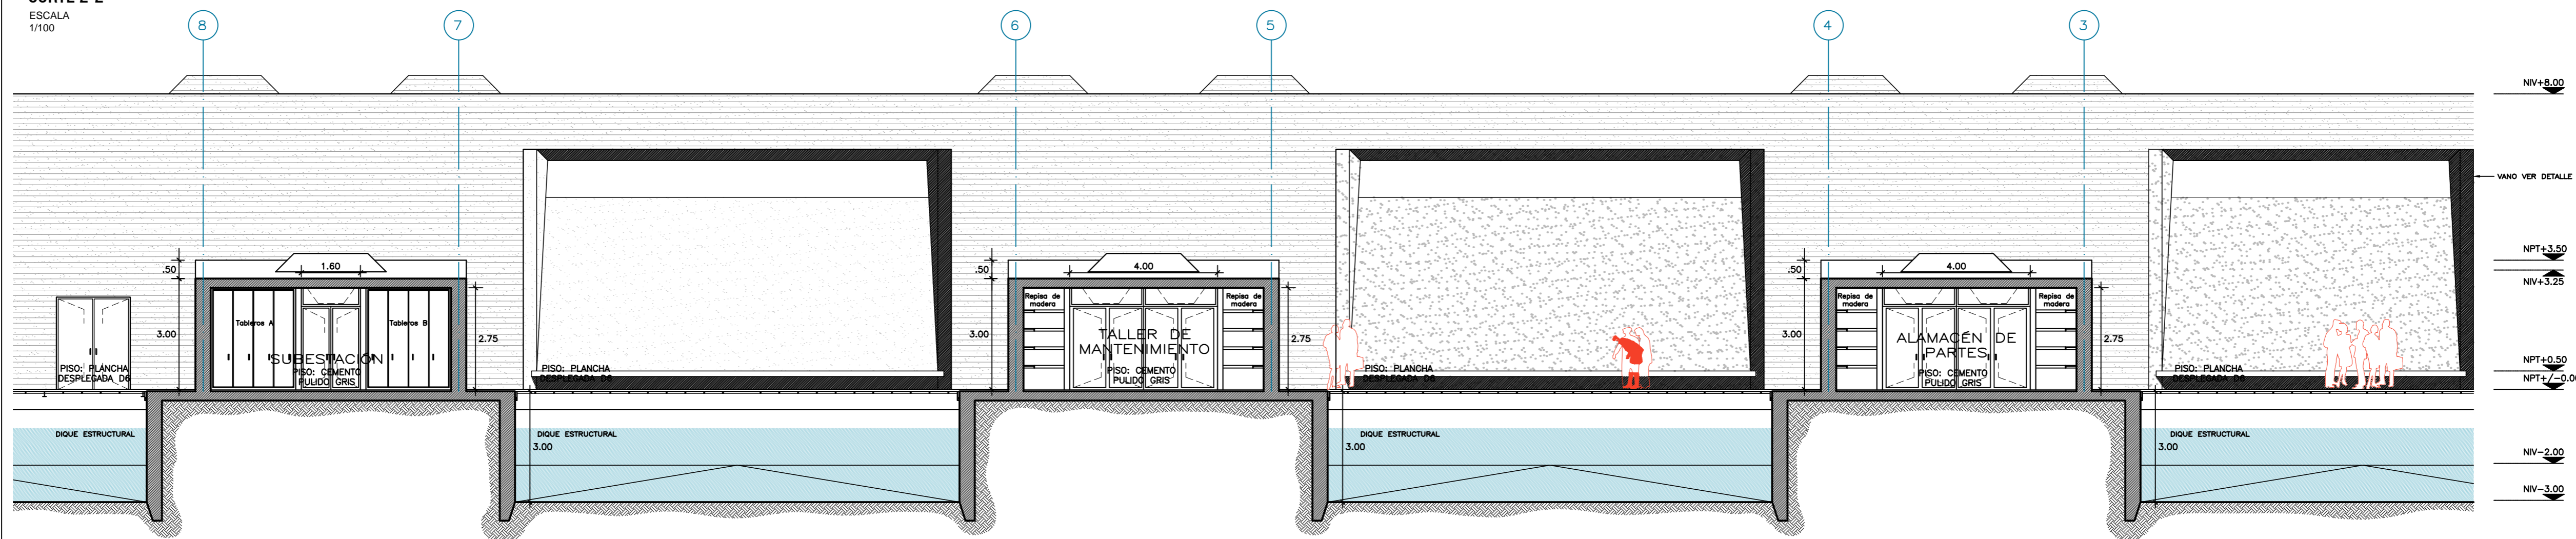 ESCALA
1/100
8
7
6
5
4
3
NIV+8.00
VANO VER DETALLE
NPT+3.50
NIV+3.25
NPT+0.50
NPT+/-0.00
NIV-2.00
NIV-3.00
.50
1.60
3.00
2.75
Tableros A
Tableros B
SUBESTACIÓN
PISO: CEMENTO
PULIDO GRIS
PISO: PLANCHA
DESPLEGADA D6
PISO: PLANCHA
DESPLEGADA D6
.50
4.00
3.00
2.75
Repisa de
madera
Repisa de
madera
TALLER DE
MANTENIMIENTO
PISO: CEMENTO
PULIDO GRIS
PISO: PLANCHA
DESPLEGADA D6
.50
4.00
3.00
2.75
Repisa de
madera
Repisa de
madera
ALAMACÉN DE
PARTES
PISO: CEMENTO
PULIDO GRIS
PISO: PLANCHA
DESPLEGADA D6
DIQUE ESTRUCTURAL
DIQUE ESTRUCTURAL
3.00
DIQUE ESTRUCTURAL
3.00
DIQUE ESTRUCTURAL
3.00